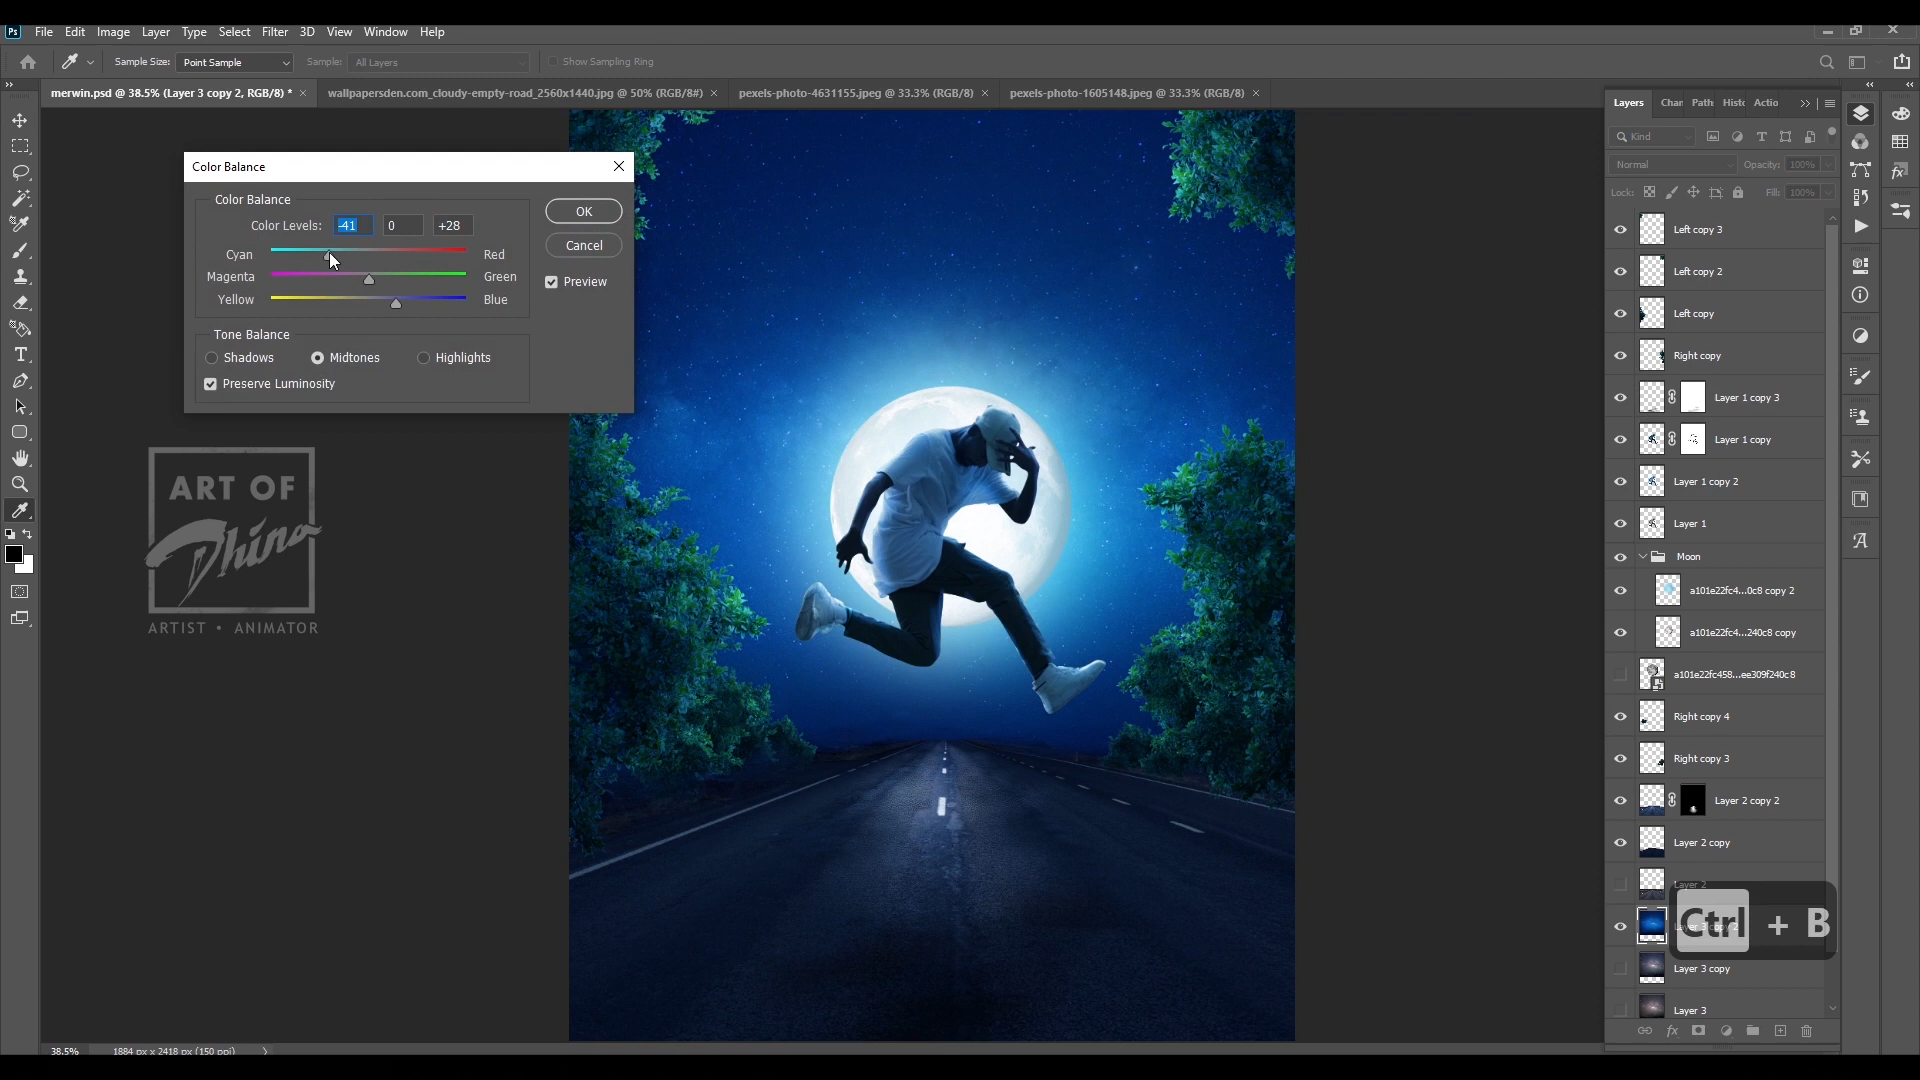 Ps File Edit Image Layer Type Select Filter 3D View Window Help
Sample Size: Point Sample Sample: All Layers Show Sampling Ring
merwin.psd @ 38.5% (Layer 3 copy 2, RGB/8) * × wallpapersden.com_cloudy-empty-road_2560x1440.jpg @ 50% (RGB/8#) × pexels-photo-4631155.jpeg @ 33.3% (RGB/8) × pexels-photo-1605148.jpeg @ 33.3% (RGB/8) ×
Color Balance
Color Balance
Color Levels: -41 0 +28
Cyan Red
Magenta Green
Yellow Blue
OK
Cancel
Preview
Tone Balance
Shadows Midtones Highlights
Preserve Luminosity
ART OF
Dhina
ARTIST • ANIMATOR
Layers Char Path Histo Actio
Kind
Normal Opacity: 100%
Lock: Fill: 100%
Left copy 3
Left copy 2
Left copy
Right copy
Layer 1 copy 3
Layer 1 copy
Layer 1 copy 2
Layer 1
Moon
a101e22fc4...0c8 copy 2
a101e22fc4...240c8 copy
a101e22fc458...ee309f240c8
Right copy 4
Right copy 3
Layer 2 copy 2
Layer 2 copy
Layer 2
Layer 3 copy 2
Ctrl + B
Layer 3 copy
Layer 3
38.5% 1884 px x 2418 px (150 ppi)